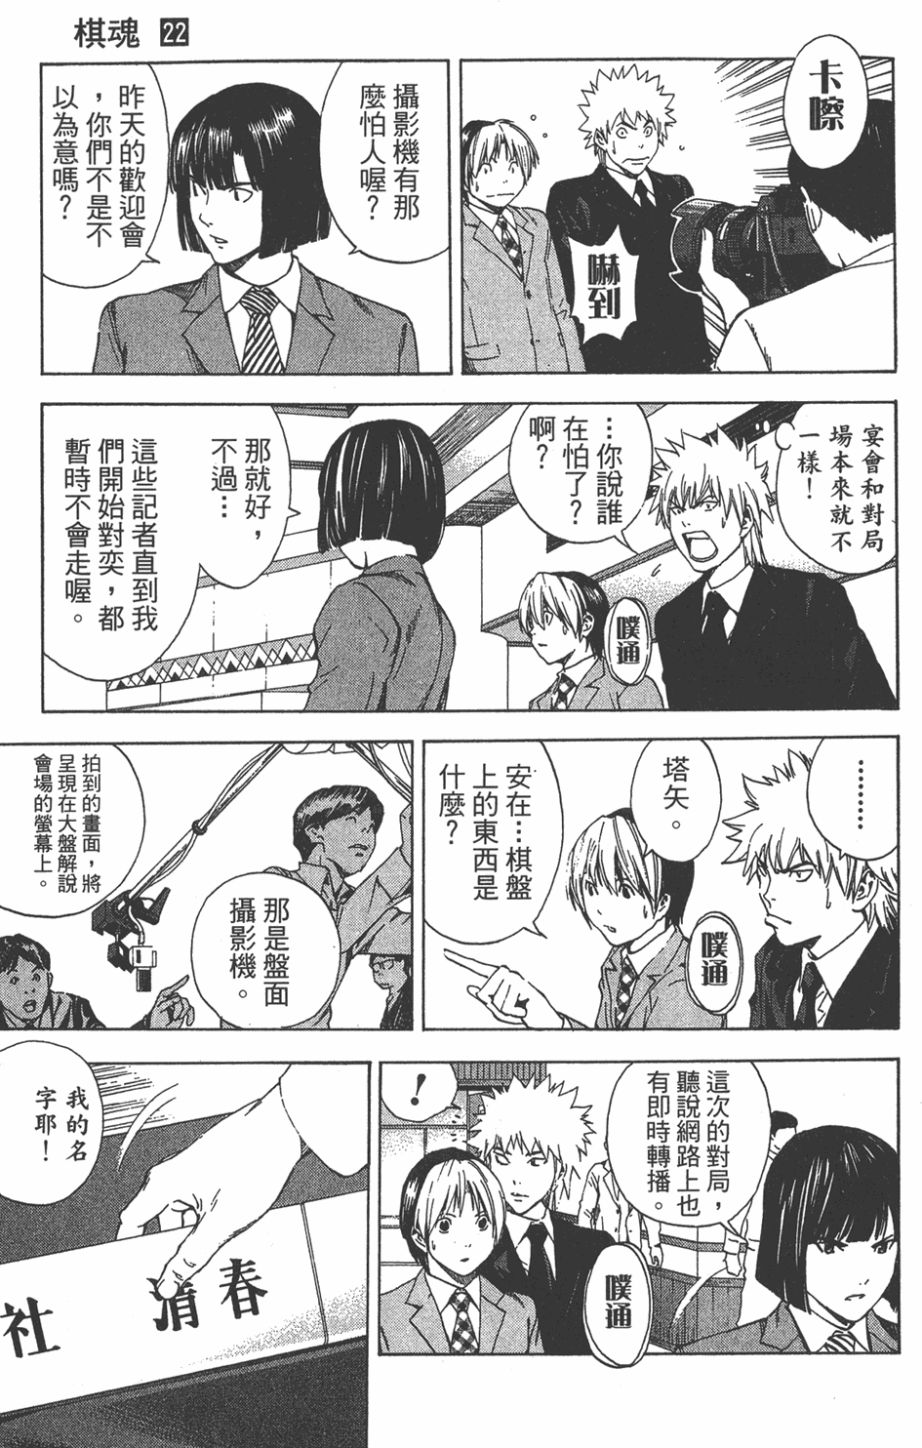 棋魂 22
卡嚓
嚇到
攝影機有那
麼怕人喔？
昨天的歡迎會
，你們不是不
以為意嗎？
宴會和對局
場本來就不
一樣！
…你說誰
在怕了？
啊？
噗通
那就好，
不過…
這些記者直到我
們開始對奕，都
暫時不會走喔。
………
塔矢。
噗通
安在…棋盤
上的東西是
什麼？
那是盤面
攝影機。
拍到的畫面，將
呈現在大盤解說
會場的螢幕上。
這次的對局，
聽說網路上也
有即時轉播。
噗通
！
我的名
字耶！
春
清
社